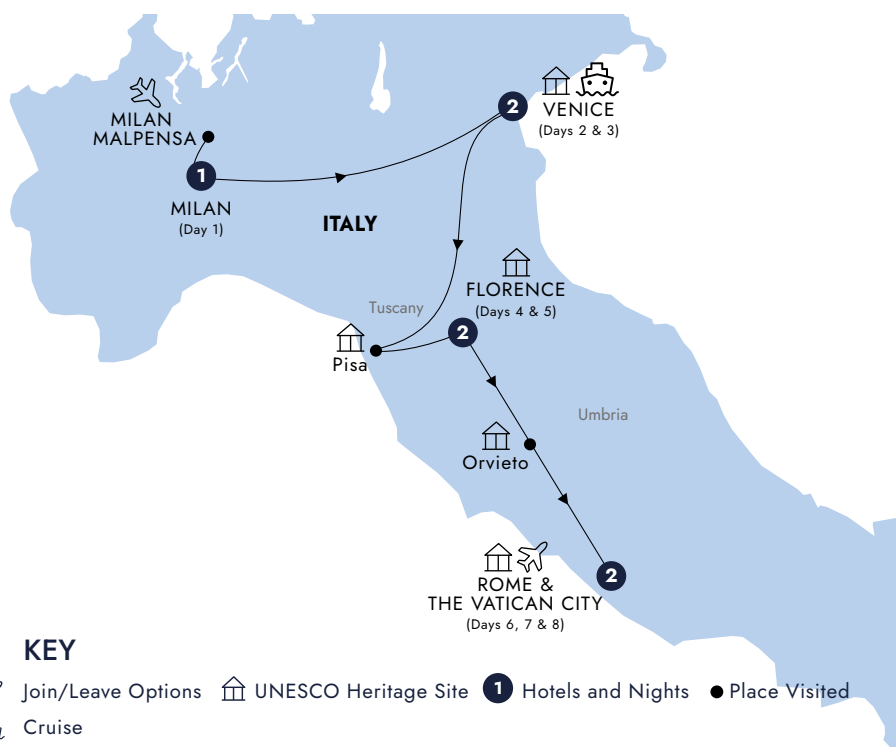 MILAN
MALPENSA
1
MILAN
(Day 1)
2
VENICE
(Days 2 & 3)
ITALY
FLORENCE
(Days 4 & 5)
Tuscany
2
Pisa
Umbria
Orvieto
2
ROME &
THE VATICAN CITY
(Days 6, 7 & 8)
KEY
Join/Leave Options UNESCO Heritage Site 1 Hotels and Nights Place Visited
Cruise